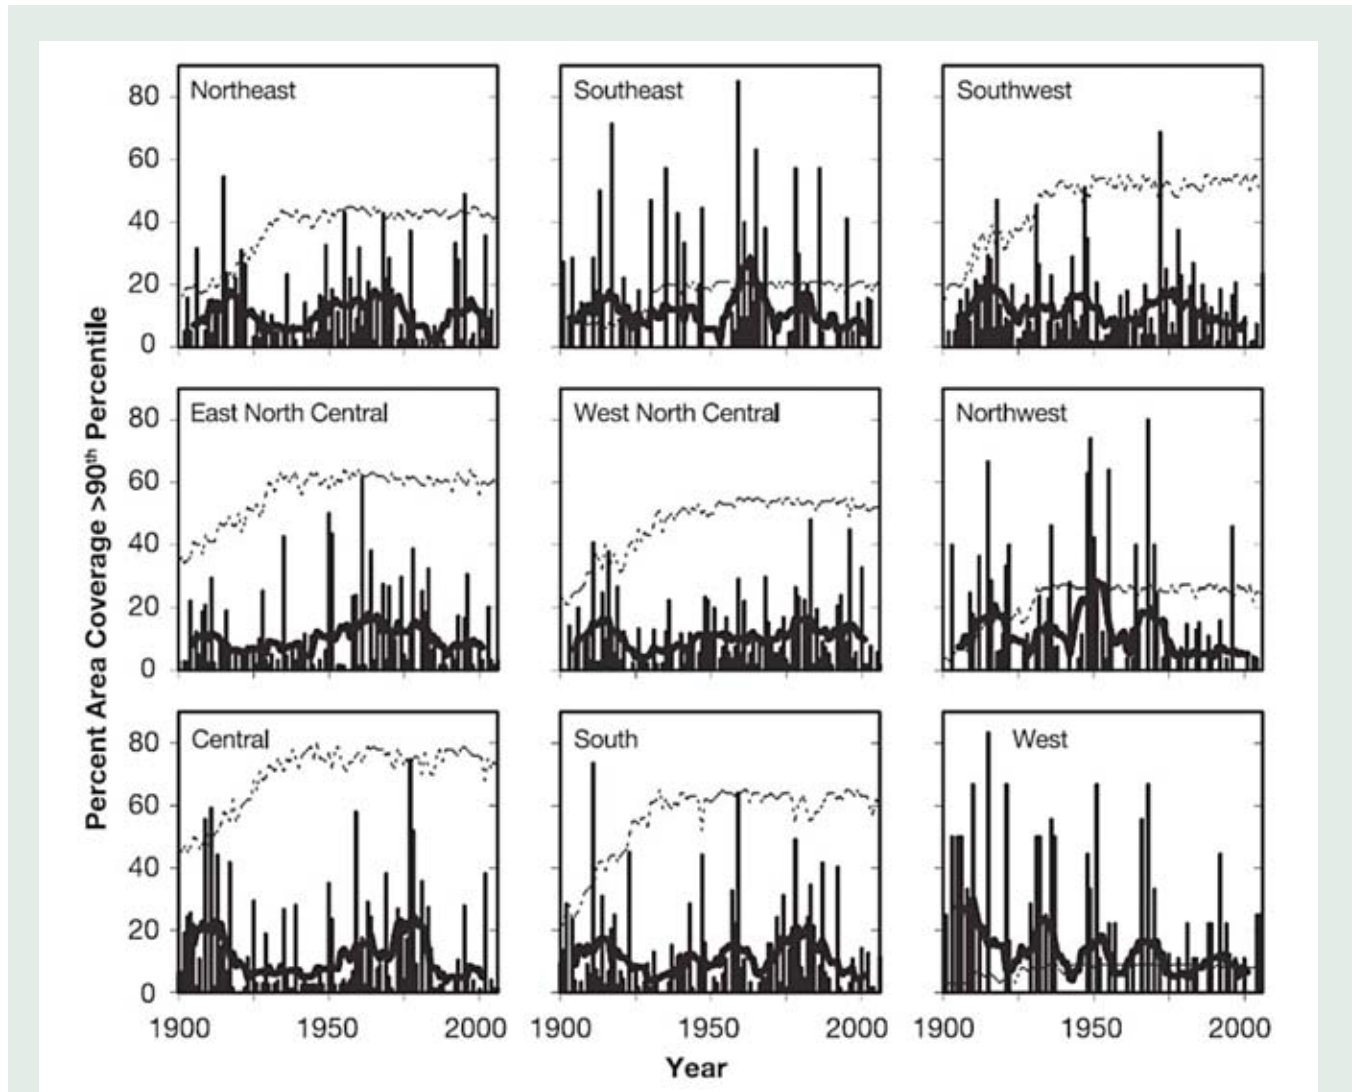 Percent Area Coverage >90th Percentile
Northeast
Southeast
Southwest
80
60
40
20
0
East North Central
West North Central
Northwest
80
60
40
20
0
Central
South
West
80
60
40
20
0
1900 1950 2000 1900 1950 2000 1900 1950 2000
Year